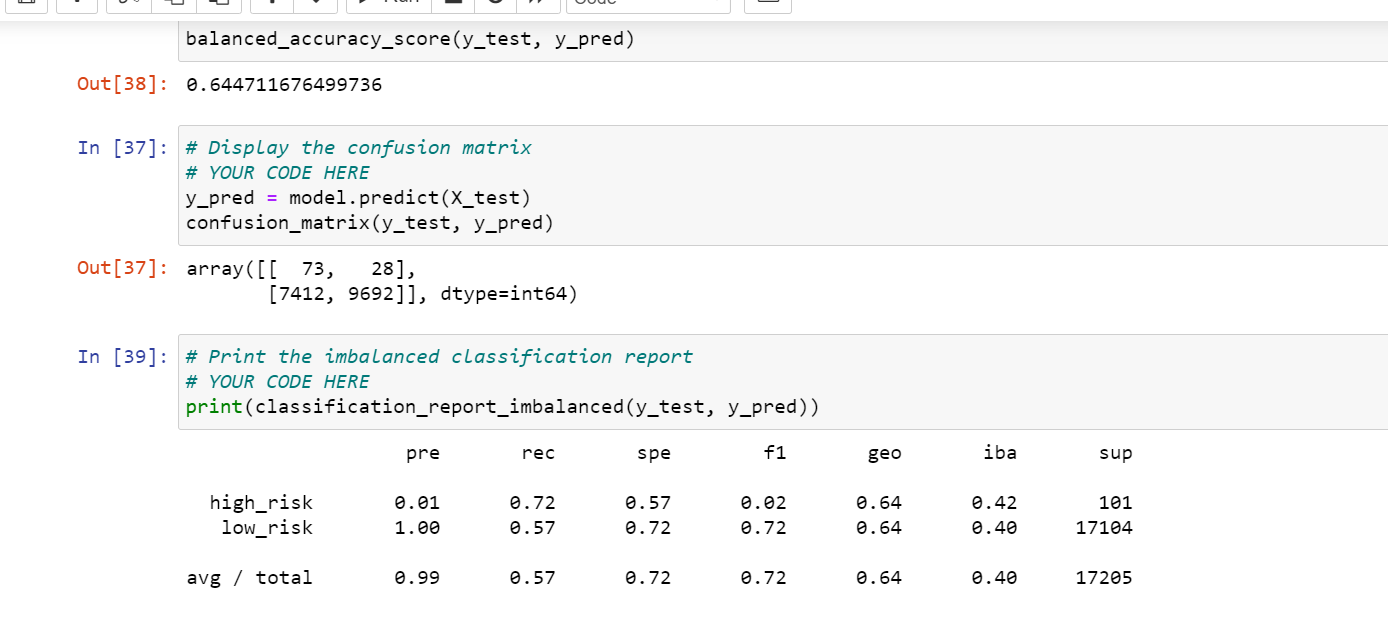 balanced_accuracy_score(y_test, y_pred)
Out[38]: 0.644711676499736
In [37]: # Display the confusion matrix
# YOUR CODE HERE
y_pred = model.predict(X_test)
confusion_matrix(y_test, y_pred)
Out[37]: array([[ 73, 28],
[7412, 9692]], dtype=int64)
In [39]: # Print the imbalanced classification report
# YOUR CODE HERE
print(classification_report_imbalanced(y_test, y_pred))
pre rec spe f1 geo iba sup
high_risk 0.01 0.72 0.57 0.02 0.64 0.42 101
low_risk 1.00 0.57 0.72 0.72 0.64 0.40 17104
avg / total 0.99 0.57 0.72 0.72 0.64 0.40 17205